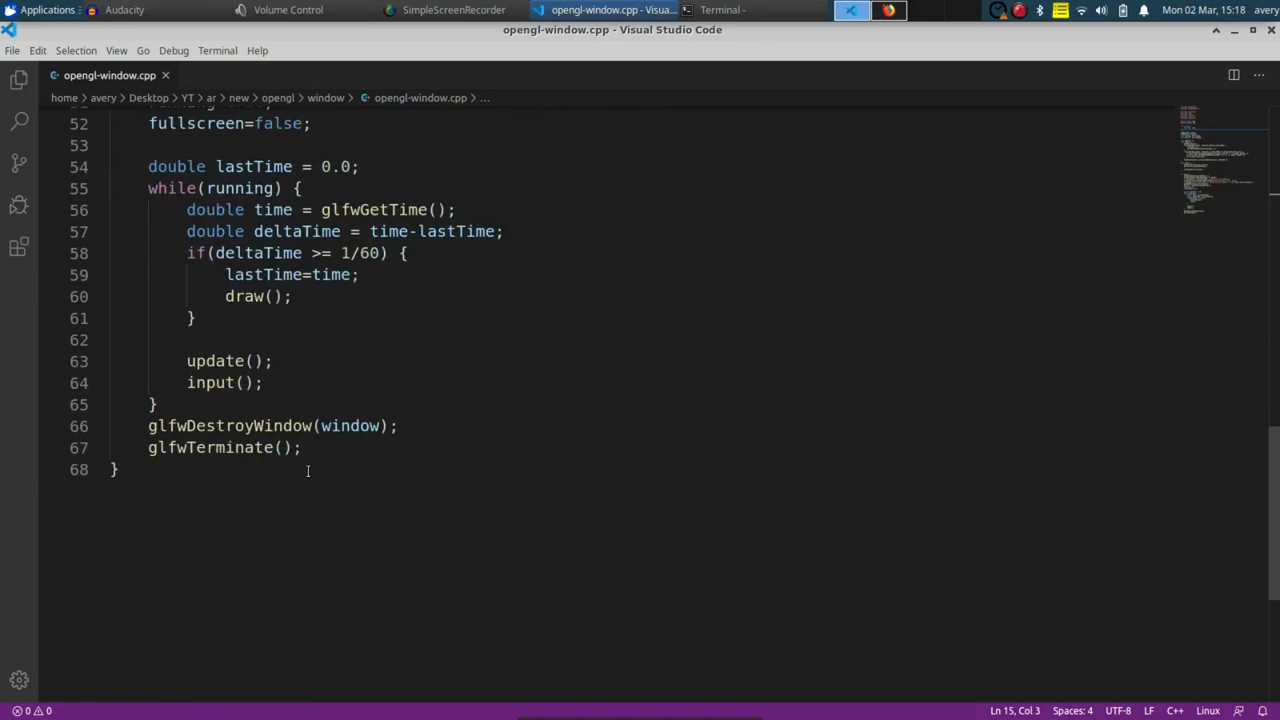 Applications
Audacity
Volume Control
SimpleScreenRecorder
opengl-window.cpp - Visua...
Terminal -
Mon 02 Mar, 15:18 avery
opengl-window.cpp - Visual Studio Code
File Edit Selection View Go Debug Terminal Help
opengl-window.cpp
home > avery > Desktop > YT > ar > new > opengl > window > opengl-window.cpp > ...
52 fullscreen=false;
53
54 double lastTime = 0.0;
55 while(running) {
56 double time = glfwGetTime();
57 double deltaTime = time-lastTime;
58 if(deltaTime >= 1/60) {
59 lastTime=time;
60 draw();
61 }
62
63 update();
64 input();
65 }
66 glfwDestroyWindow(window);
67 glfwTerminate();
68 }
0 0 Ln 15, Col 3 Spaces: 4 UTF-8 LF C++ Linux